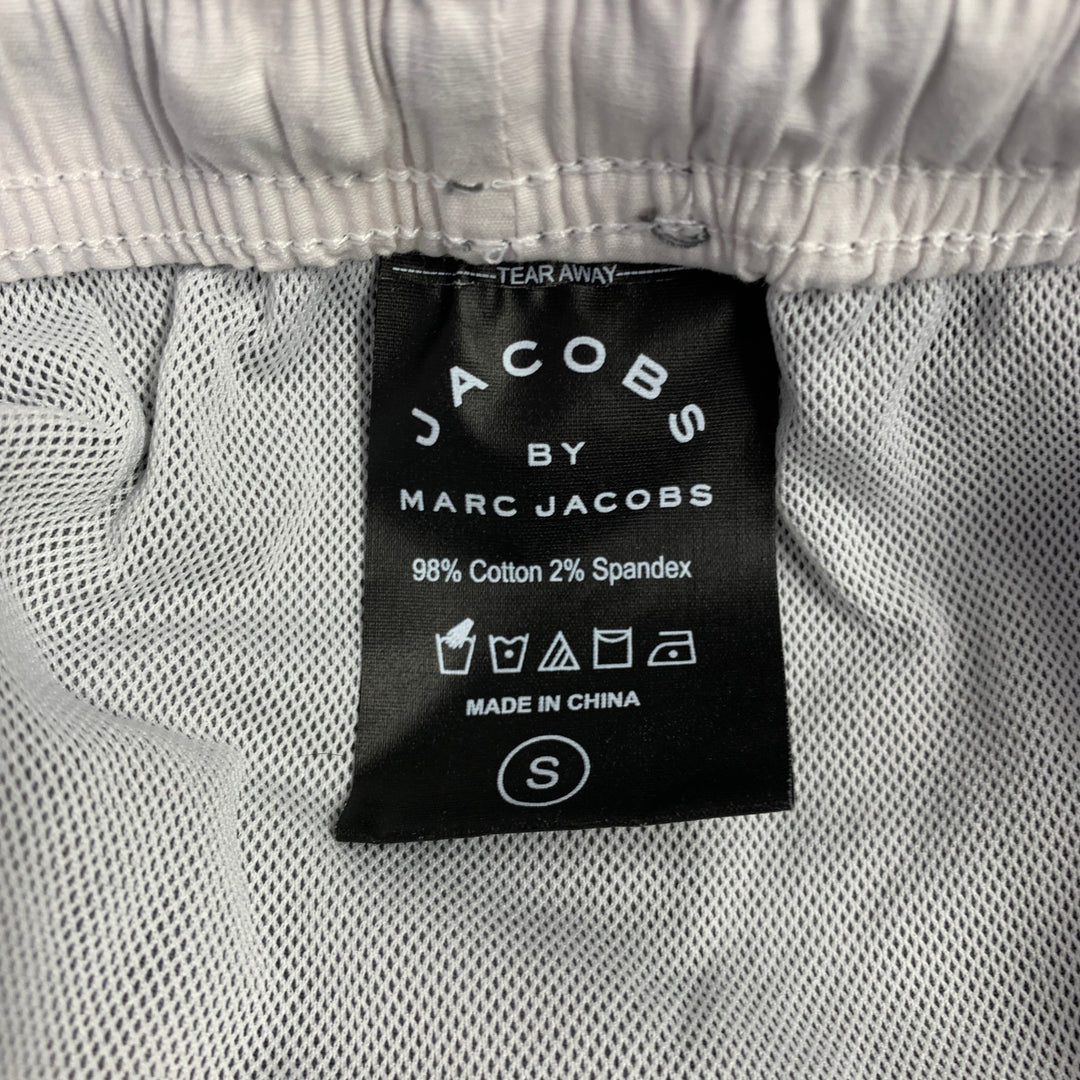 TEAR AWAY
JACOBS
BY
MARC JACOBS
98% Cotton 2% Spandex
MADE IN CHINA
S